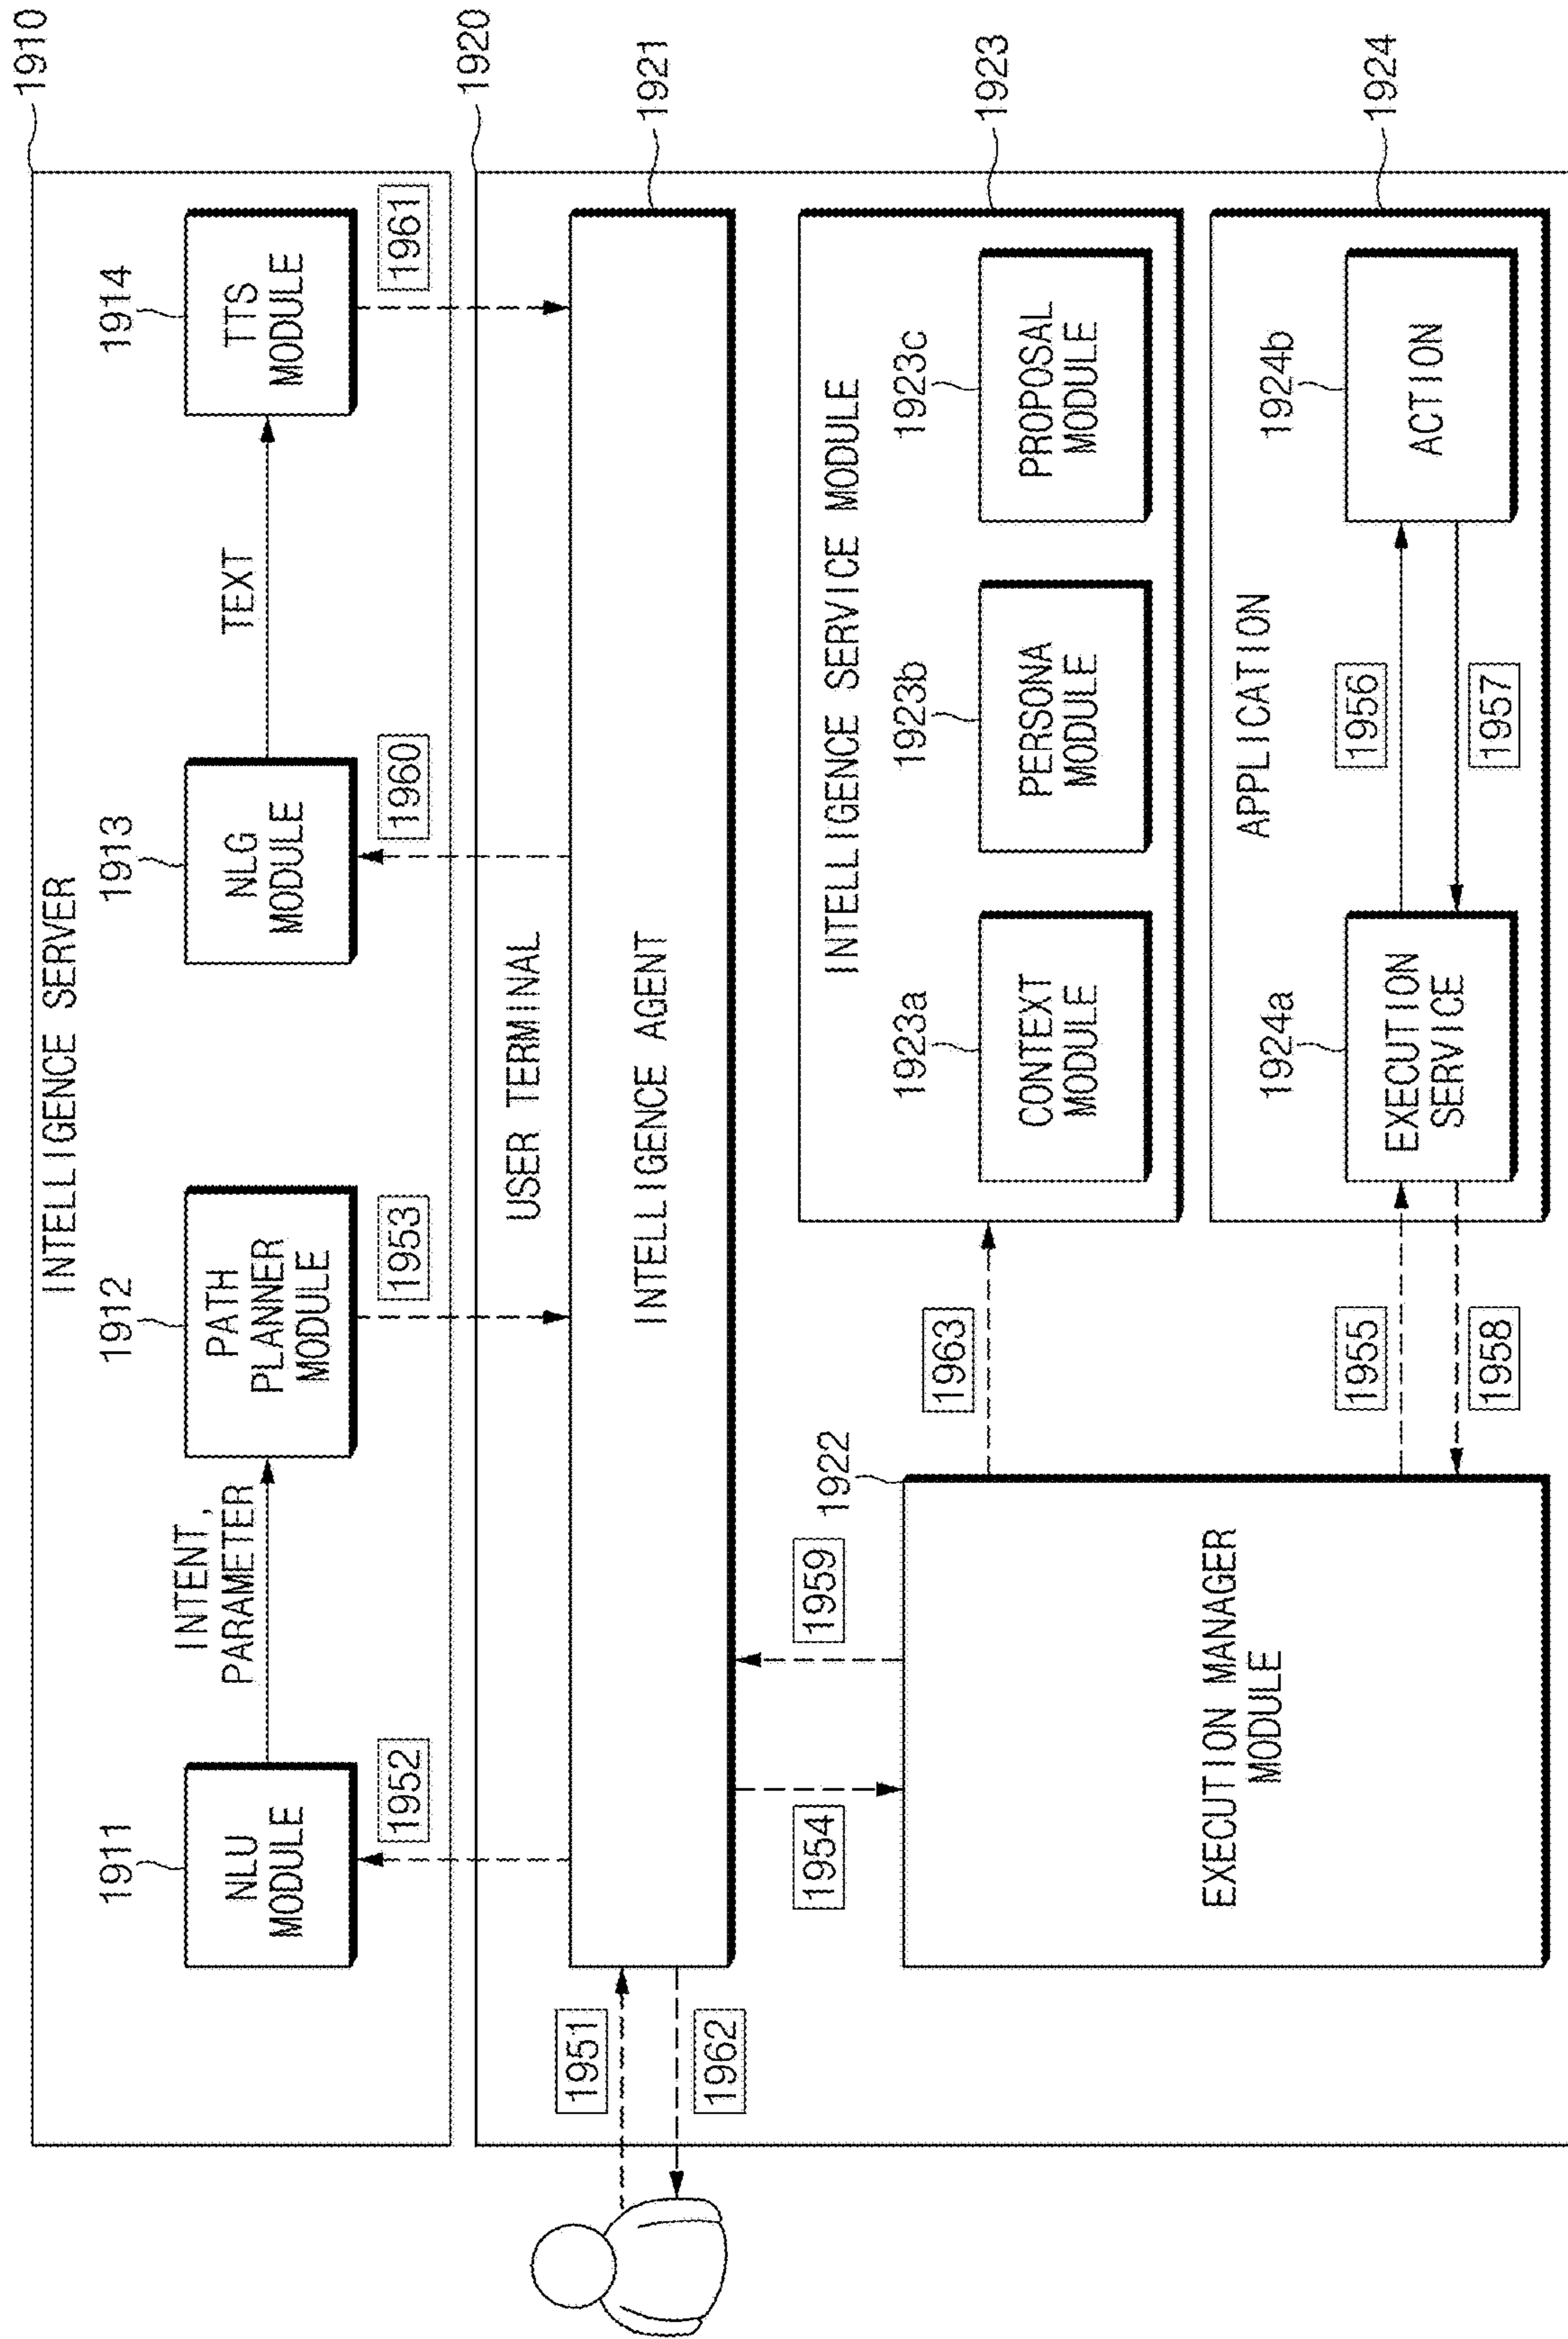 1910
INTELLIGENCE SERVER
1911
NLU
MODULE
INTENT,
PARAMETER
1912
PATH
PLANNER
MODULE
1913
NLG
MODULE
TEXT
1914
TTS
MODULE
1952
1953
1960
1961
1920
USER TERMINAL
1951
1962
INTELLIGENCE AGENT
1921
1954
1959
1922
EXECUTION MANAGER
MODULE
1963
1923
INTELLIGENCE SERVICE MODULE
1923a
CONTEXT
MODULE
1923b
PERSONA
MODULE
1923c
PROPOSAL
MODULE
1955
1958
1924
APPLICATION
1924a
EXECUTION
SERVICE
1956
1957
1924b
ACTION